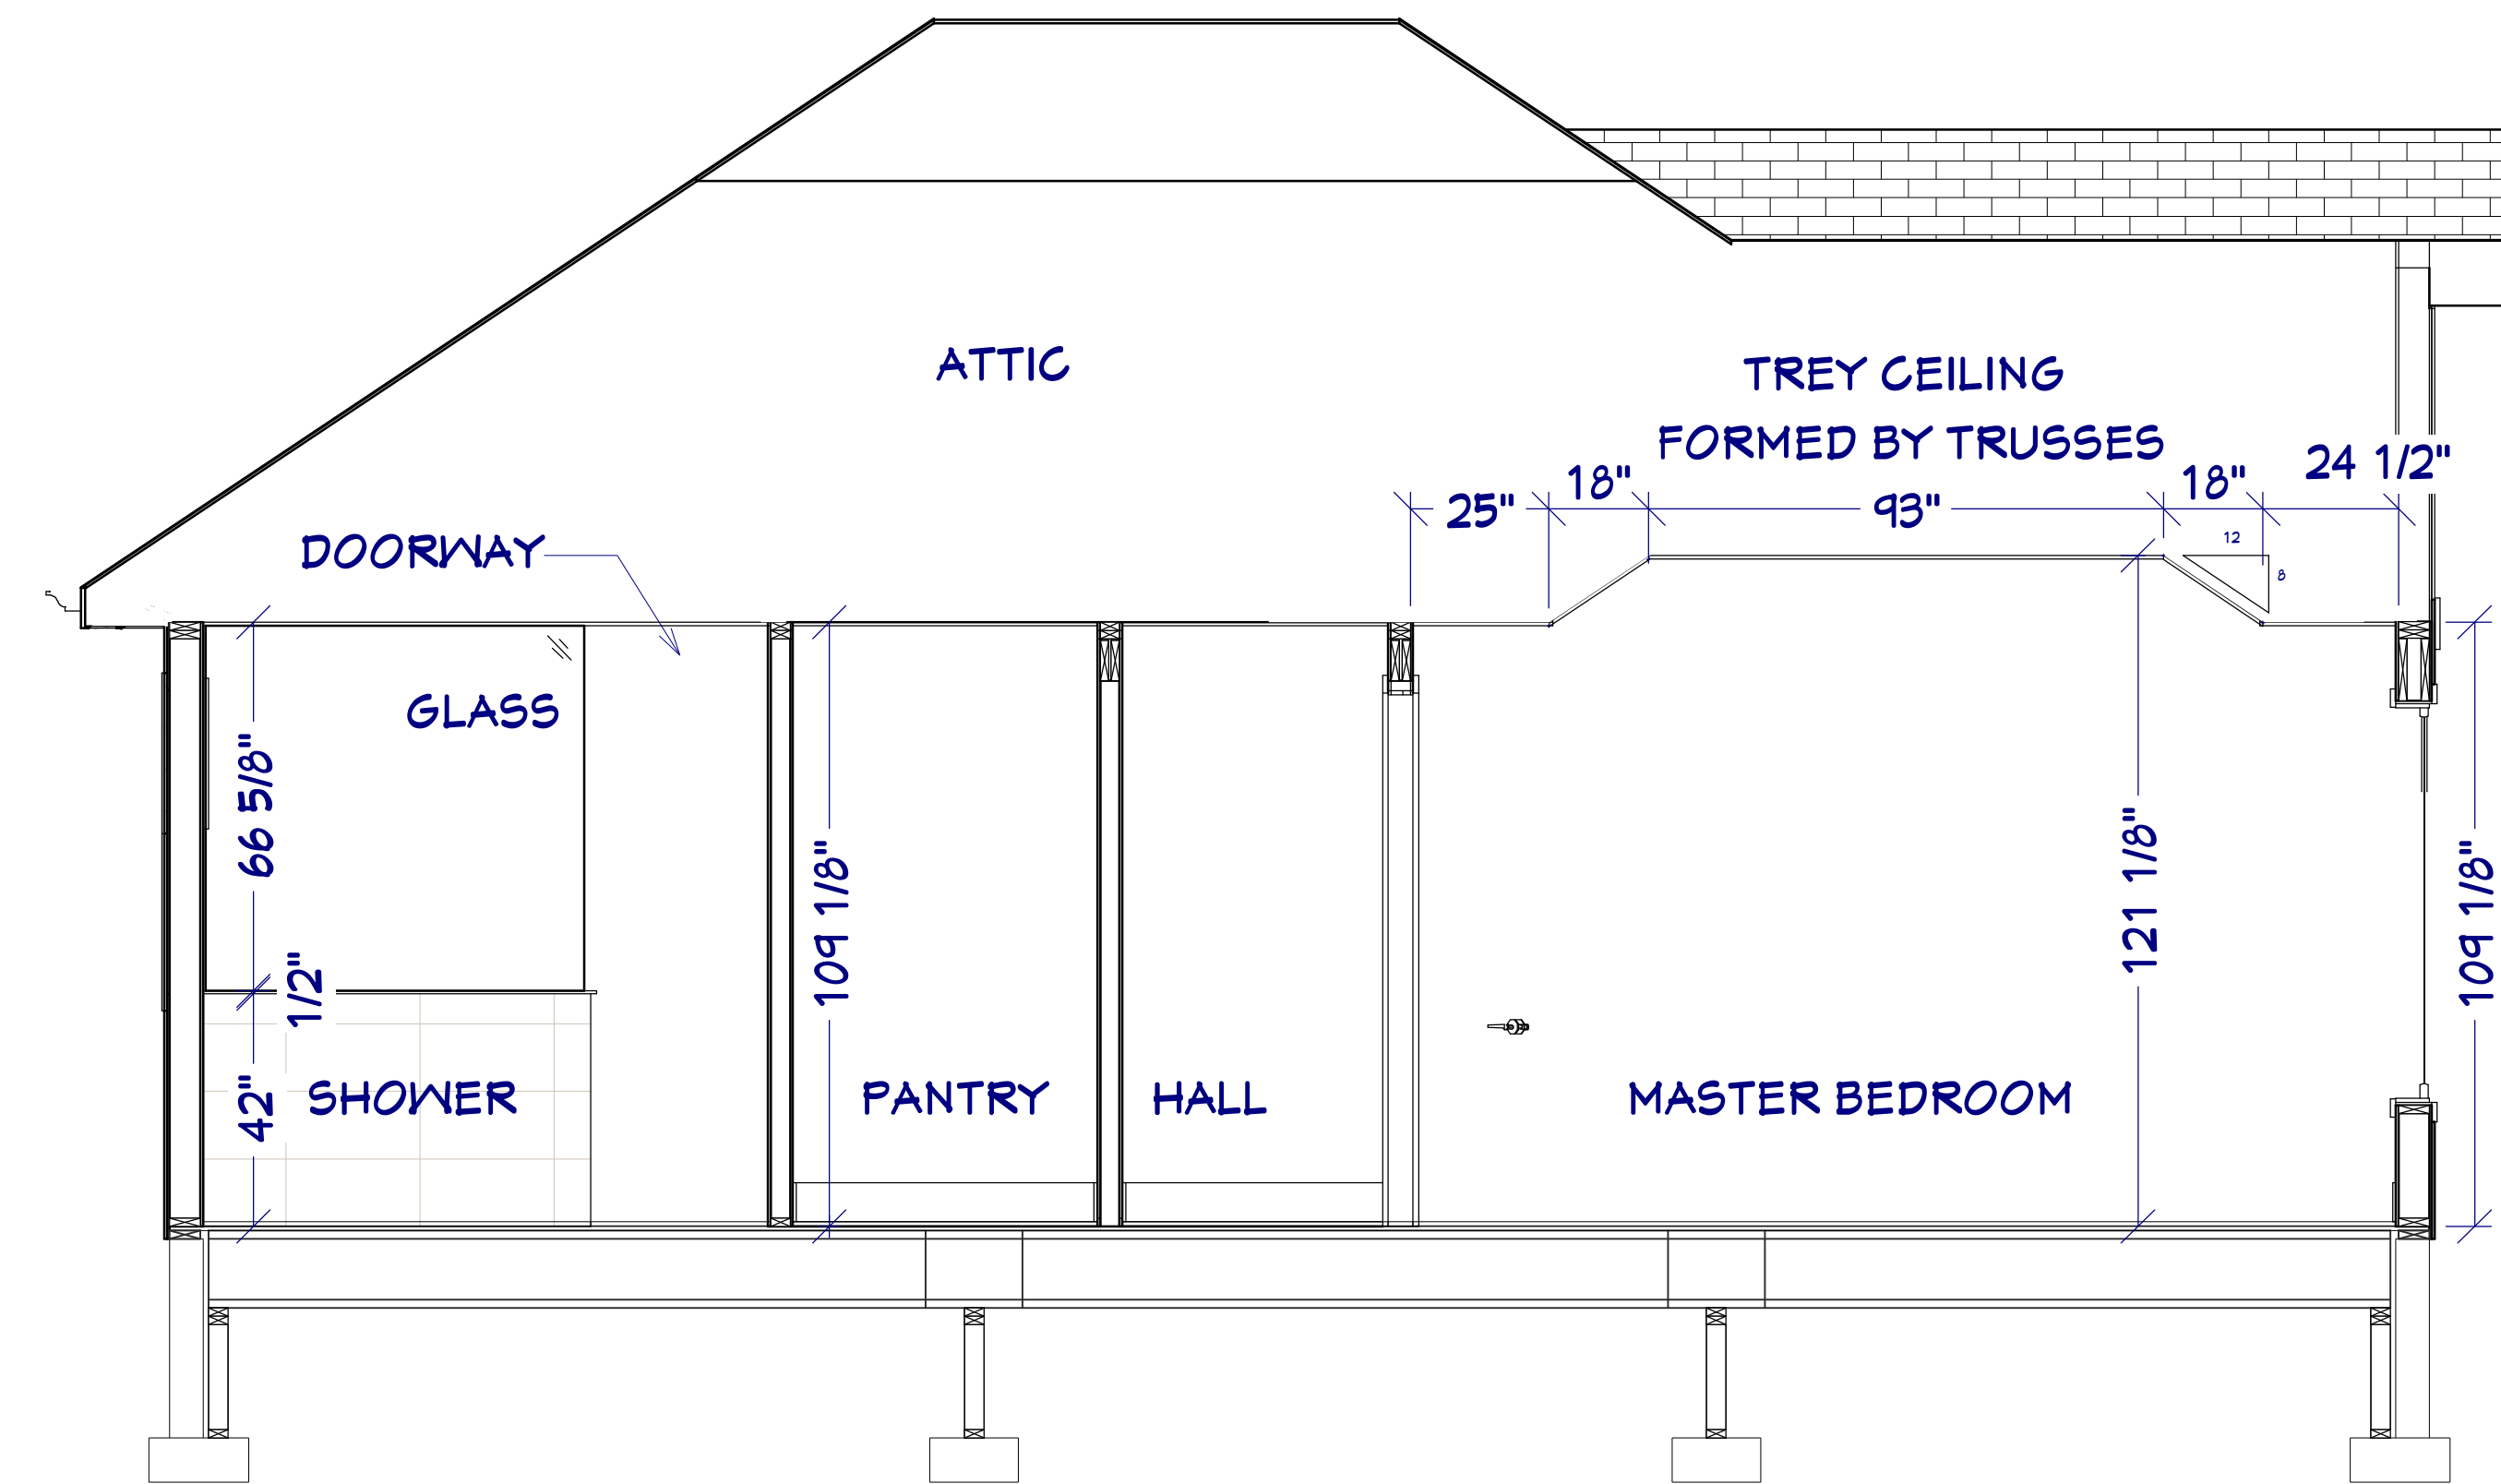 ATTIC
TREY CEILING
FORMED BY TRUSSES
24 1/2"
18"
18"
25"
93"
12
8
DOORWAY
GLASS
66 5/8"
1/2"
42"
109 1/8"
121 1/8"
109 1/8"
SHOWER
PANTRY
HALL
MASTER BEDROOM